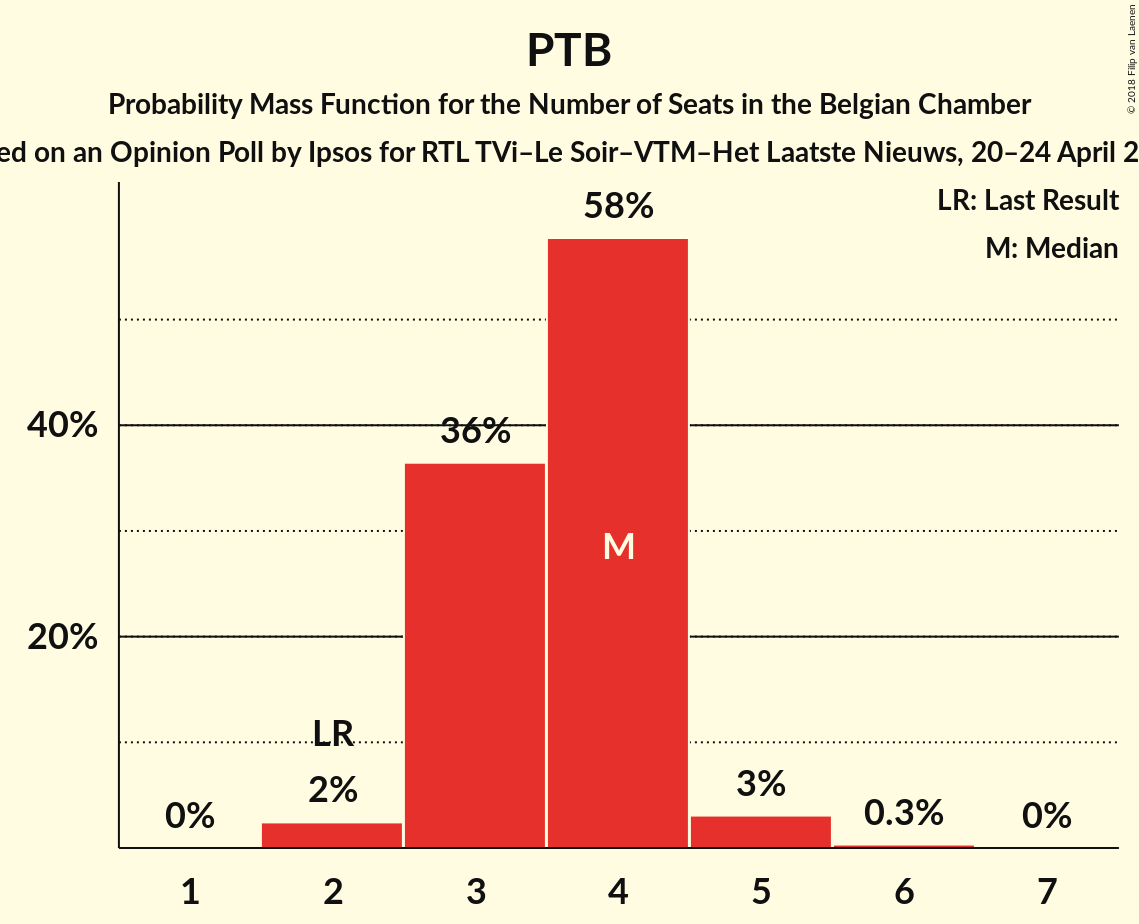 PTB
Probability Mass Function for the Number of Seats in the Belgian Chamber
ed on an Opinion Poll by Ipsos for RTL TVi–Le Soir–VTM–Het Laatste Nieuws, 20–24 April 2
© 2018 Filip van Laenen
LR: Last Result
M: Median
58%
40%
36%
M
20%
LR
2%
3%
0%
0.3%
0%
1 2 3 4 5 6 7